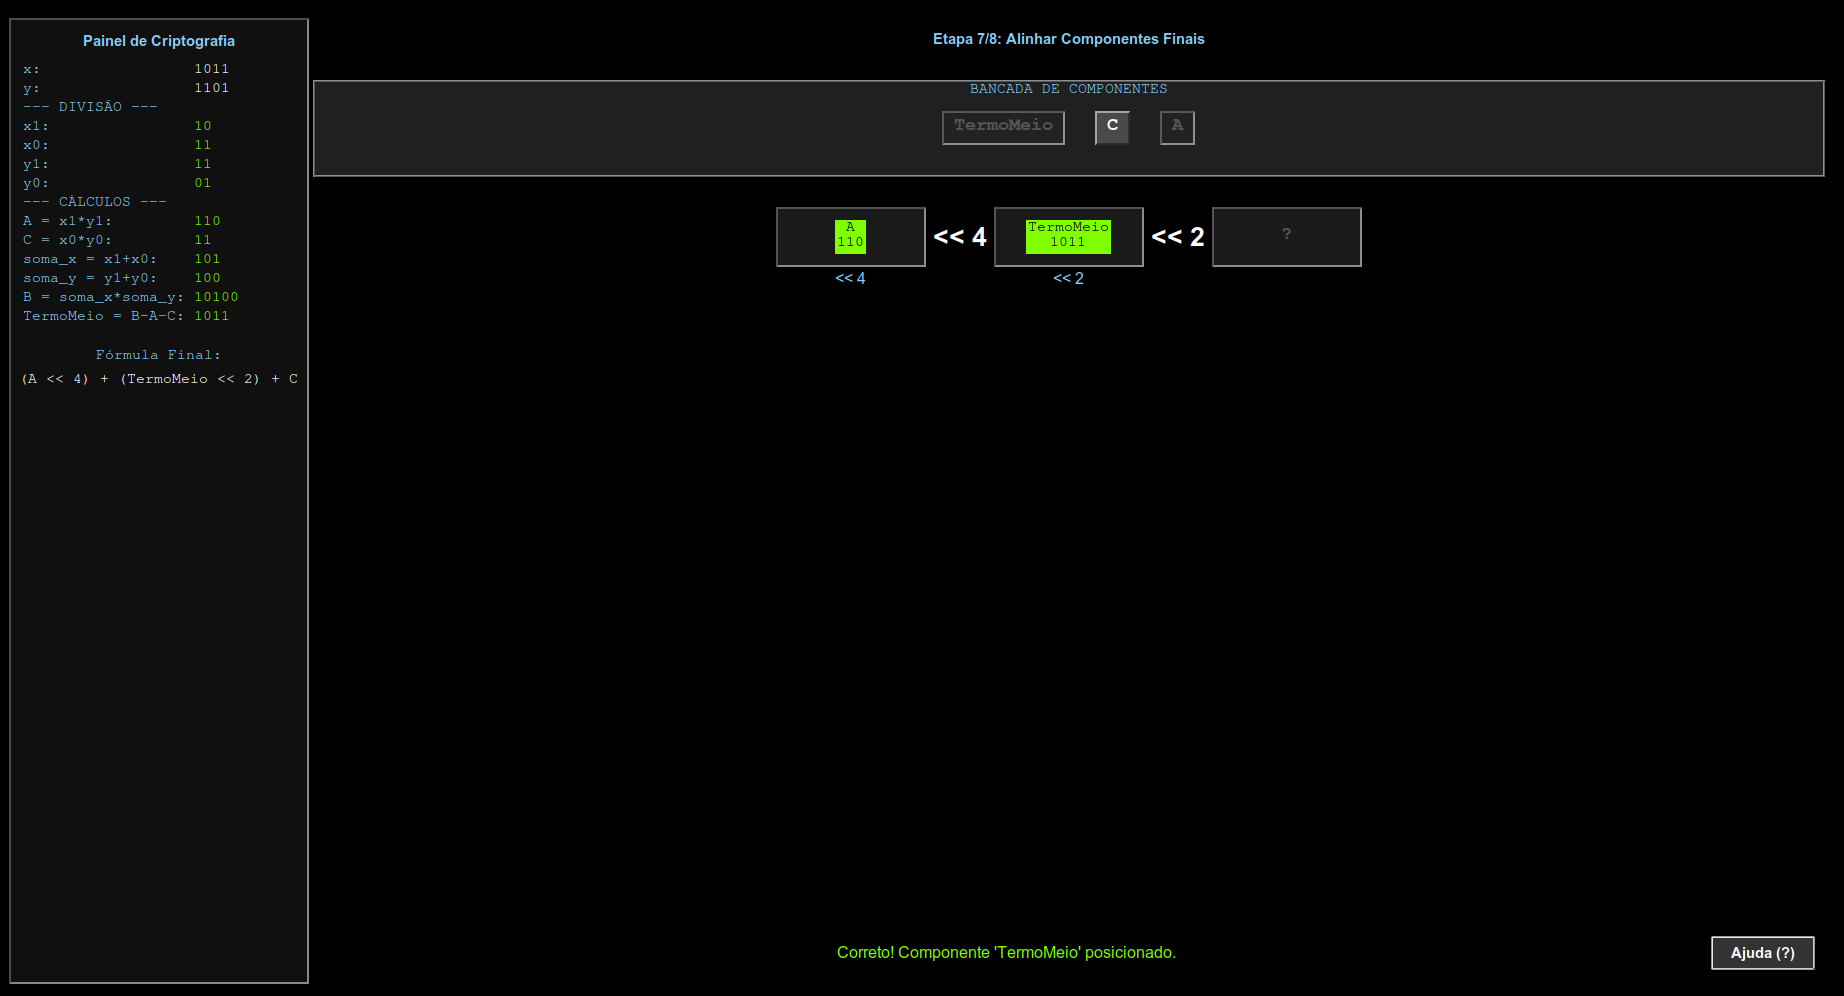 Painel de Criptografia
x: 1011
y: 1101
--- DIVISÃO ---
x1: 10
x0: 11
y1: 11
y0: 01
--- CÁLCULOS ---
A = x1*y1: 110
C = x0*y0: 11
soma_x = x1+x0: 101
soma_y = y1+y0: 100
B = soma_x*soma_y: 10100
TermoMeio = B-A-C: 1011
Fórmula Final:
(A << 4) + (TermoMeio << 2) + C
Etapa 7/8: Alinhar Componentes Finais
BANCADA DE COMPONENTES
TermoMeio C A
A
110
<< 4
TermoMeio
1011
<< 2
?
<< 4
<< 2
Correto! Componente 'TermoMeio' posicionado.
Ajuda (?)